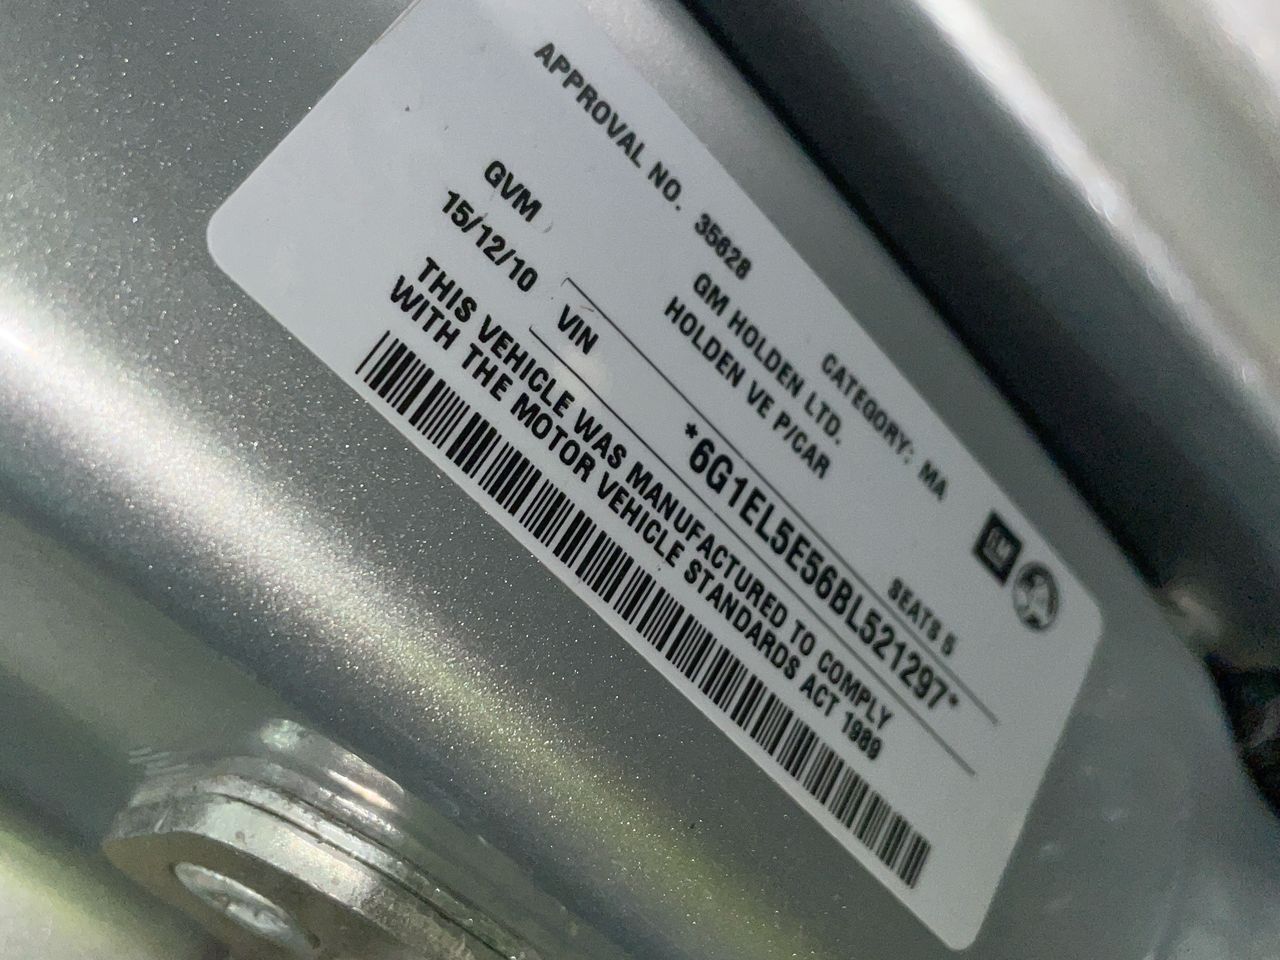 APPROVAL NO. 35628
CATEGORY: MA
GM
GM HOLDEN LTD.
HOLDEN VE P/CAR
GVM
SEATS 5
15/12/10
VIN *6G1EL5E56BL521297*
THIS VEHICLE WAS MANUFACTURED TO COMPLY
WITH THE MOTOR VEHICLE STANDARDS ACT 1989